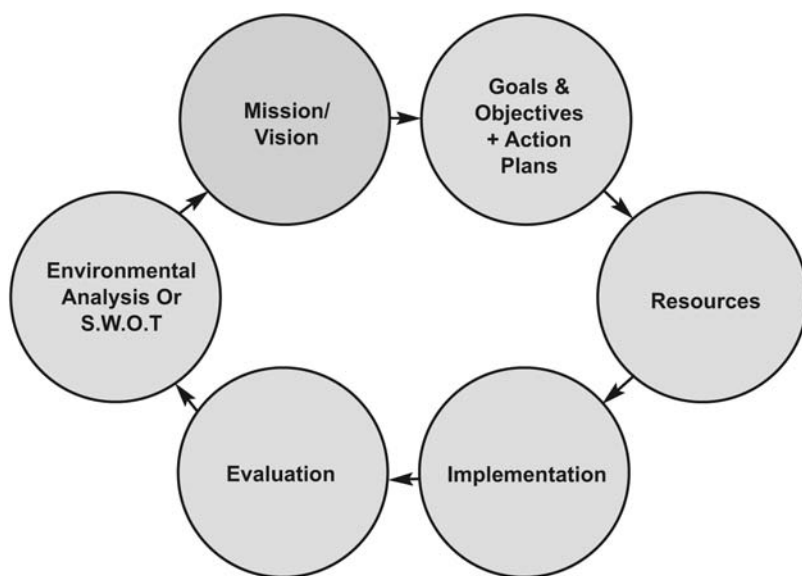 Mission/
Vision
Goals &
Objectives
+ Action
Plans
Resources
Implementation
Evaluation
Environmental
Analysis Or
S.W.O.T